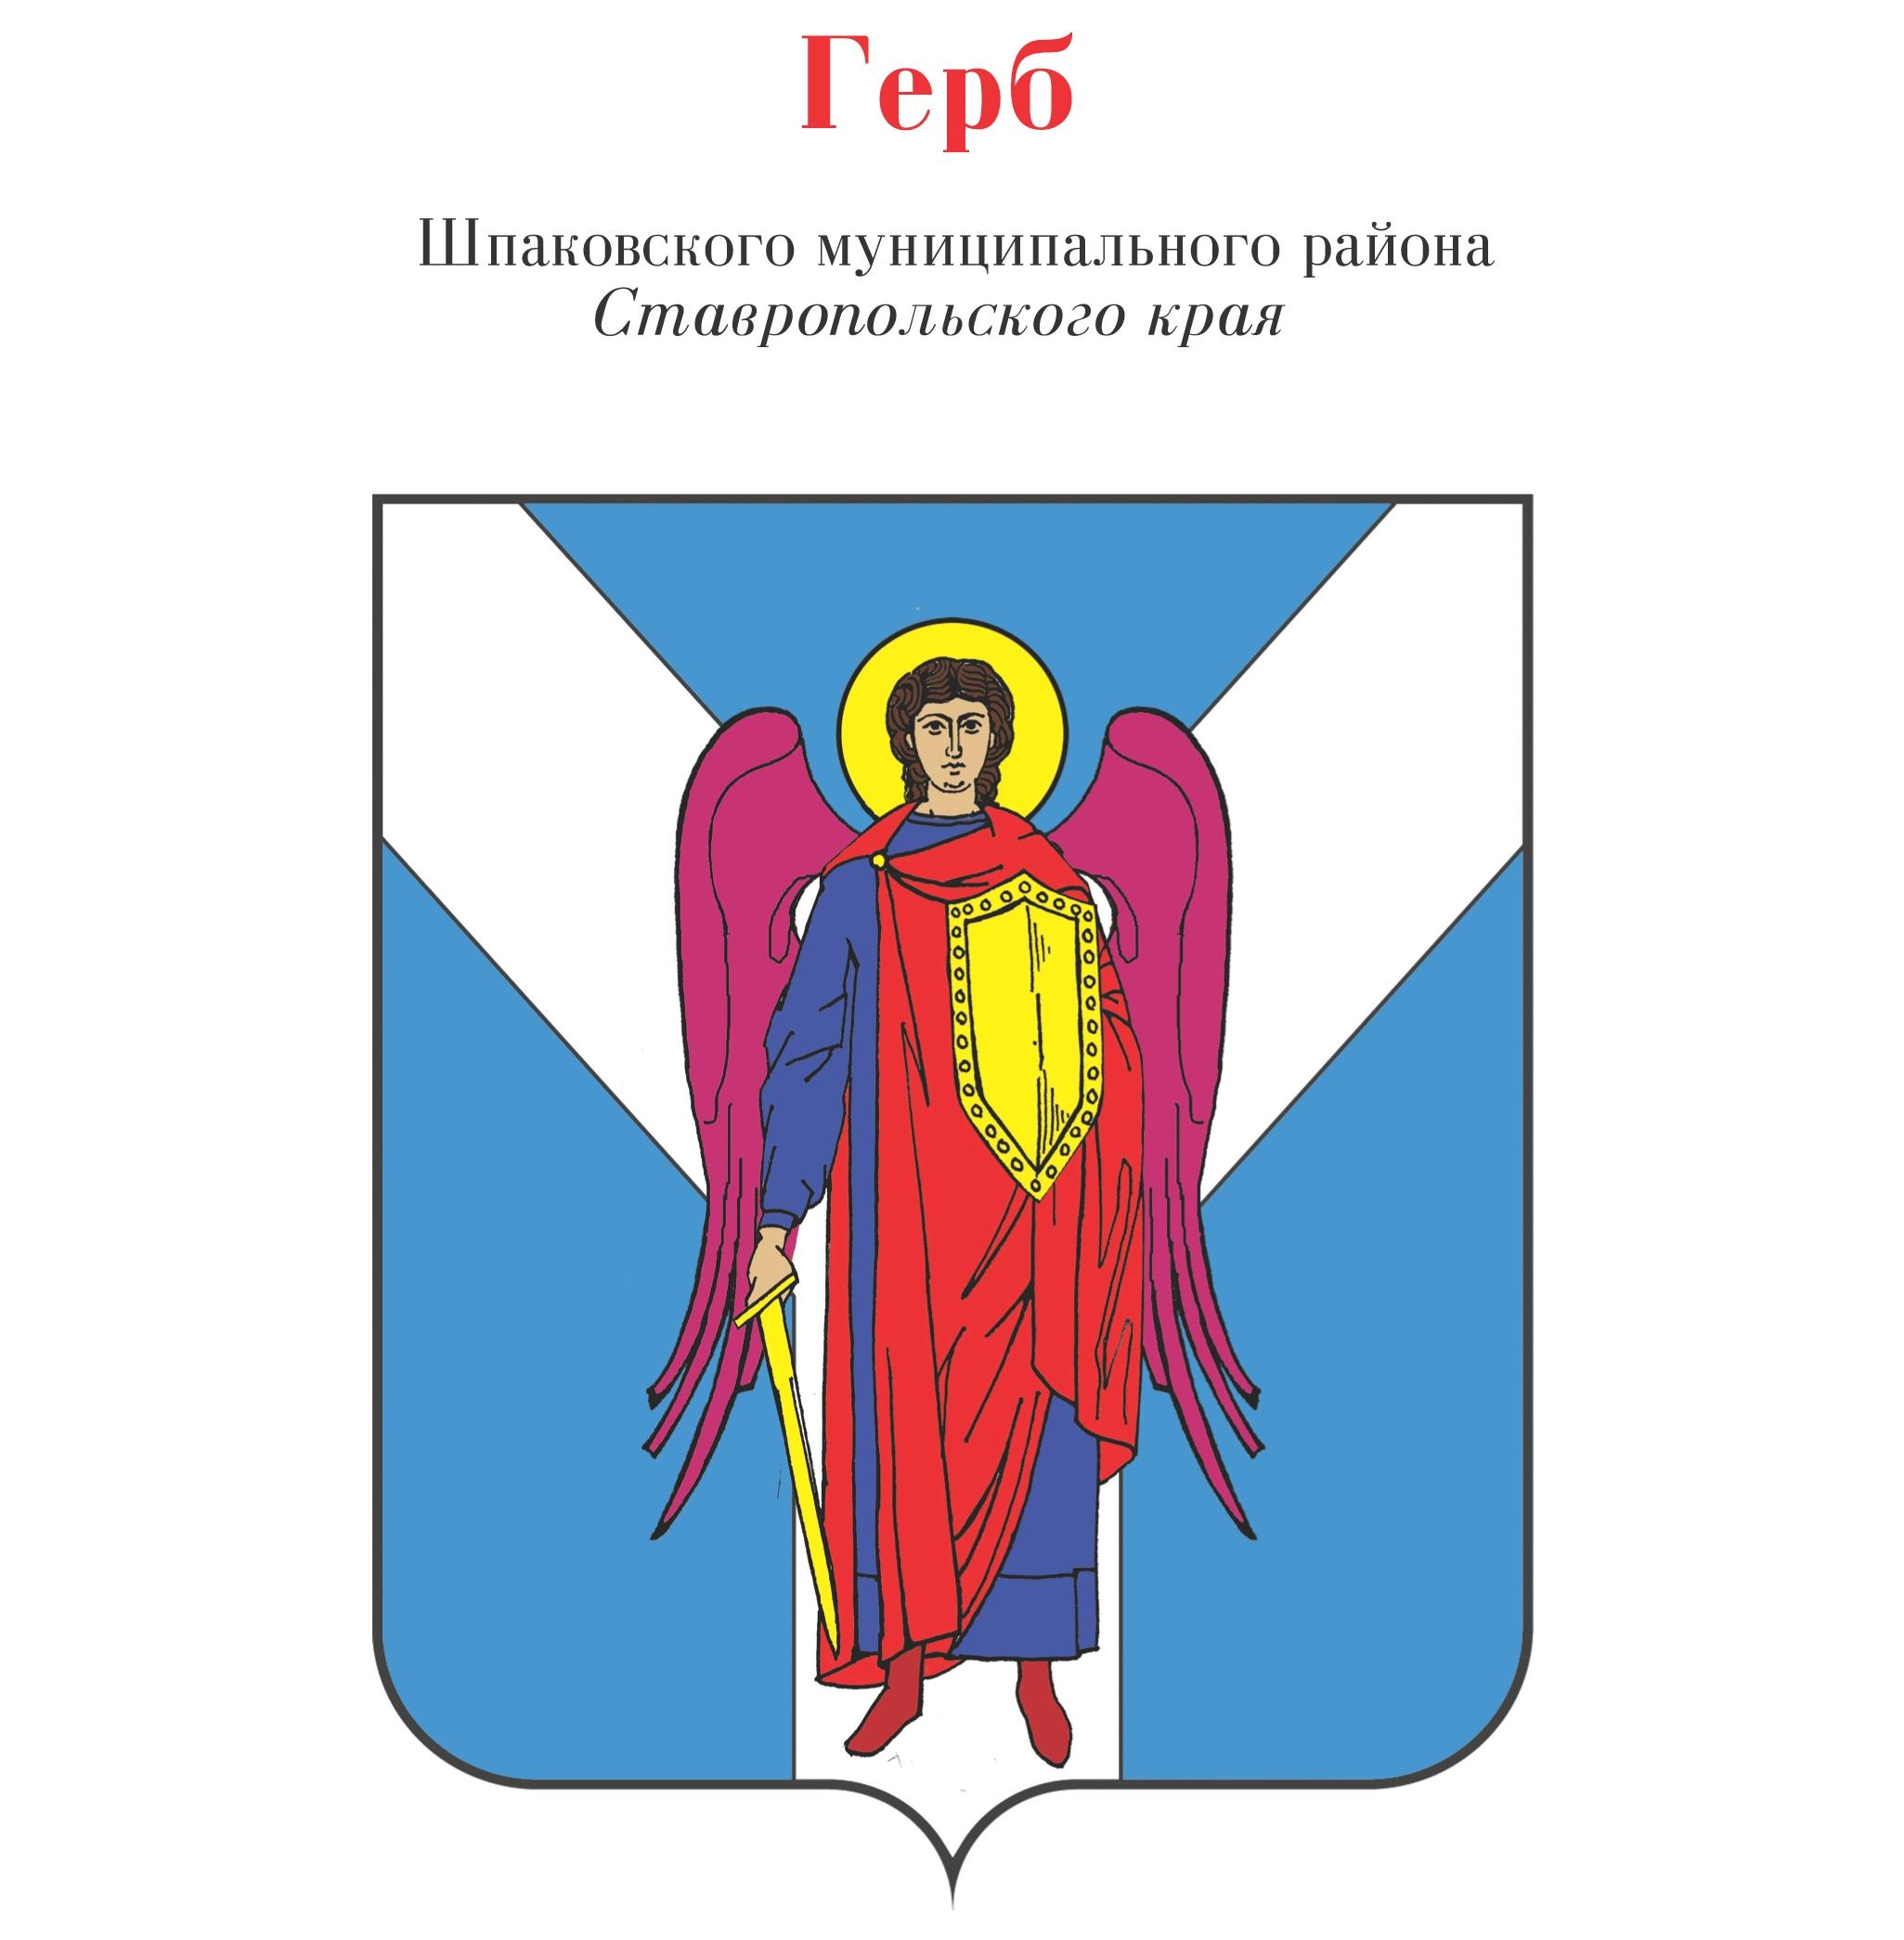 Герб
Шпаковского муниципального района
Ставропольского края